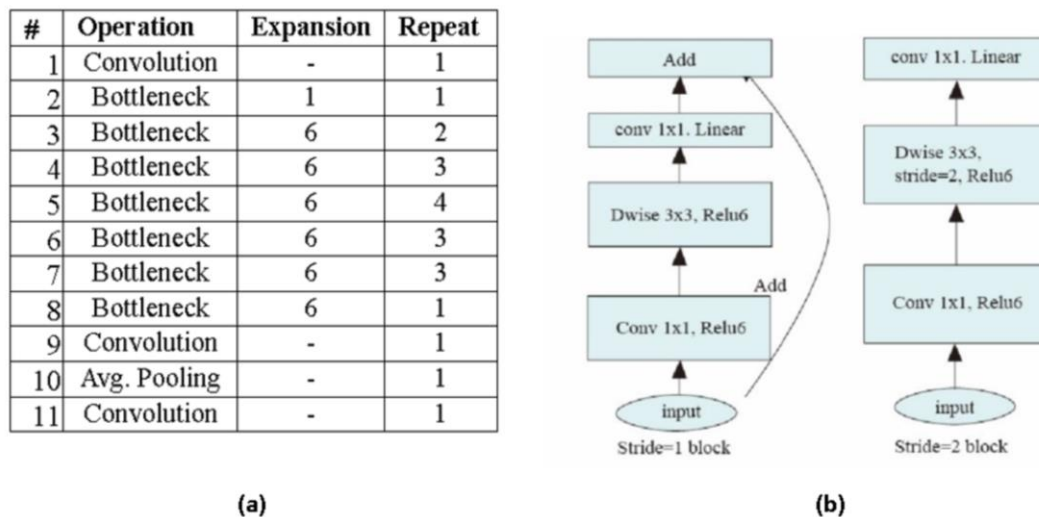 # Operation Expansion Repeat
1 Convolution - 1
2 Bottleneck 1 1
3 Bottleneck 6 2
4 Bottleneck 6 3
5 Bottleneck 6 4
6 Bottleneck 6 3
7 Bottleneck 6 3
8 Bottleneck 6 1
9 Convolution - 1
10 Avg. Pooling - 1
11 Convolution - 1
(a)
Add
conv 1x1. Linear
Dwise 3x3, Relu6
Add
Conv 1x1, Relu6
input
Stride=1 block
conv 1x1. Linear
Dwise 3x3,
stride=2, Relu6
Conv 1x1, Relu6
input
Stride=2 block
(b)